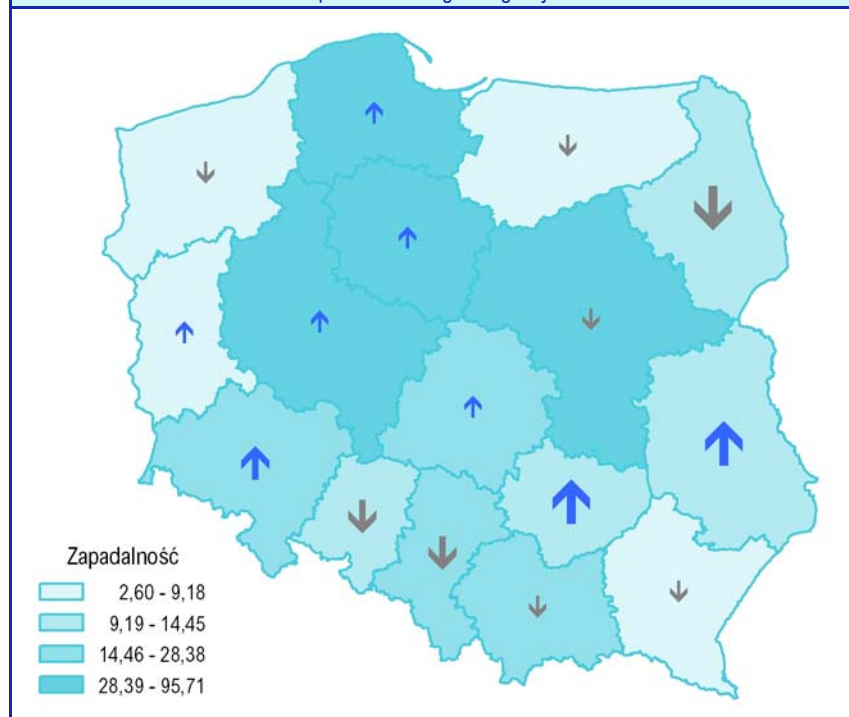 Zapadalność
2,60 - 9,18
9,19 - 14,45
14,46 - 28,38
28,39 - 95,71